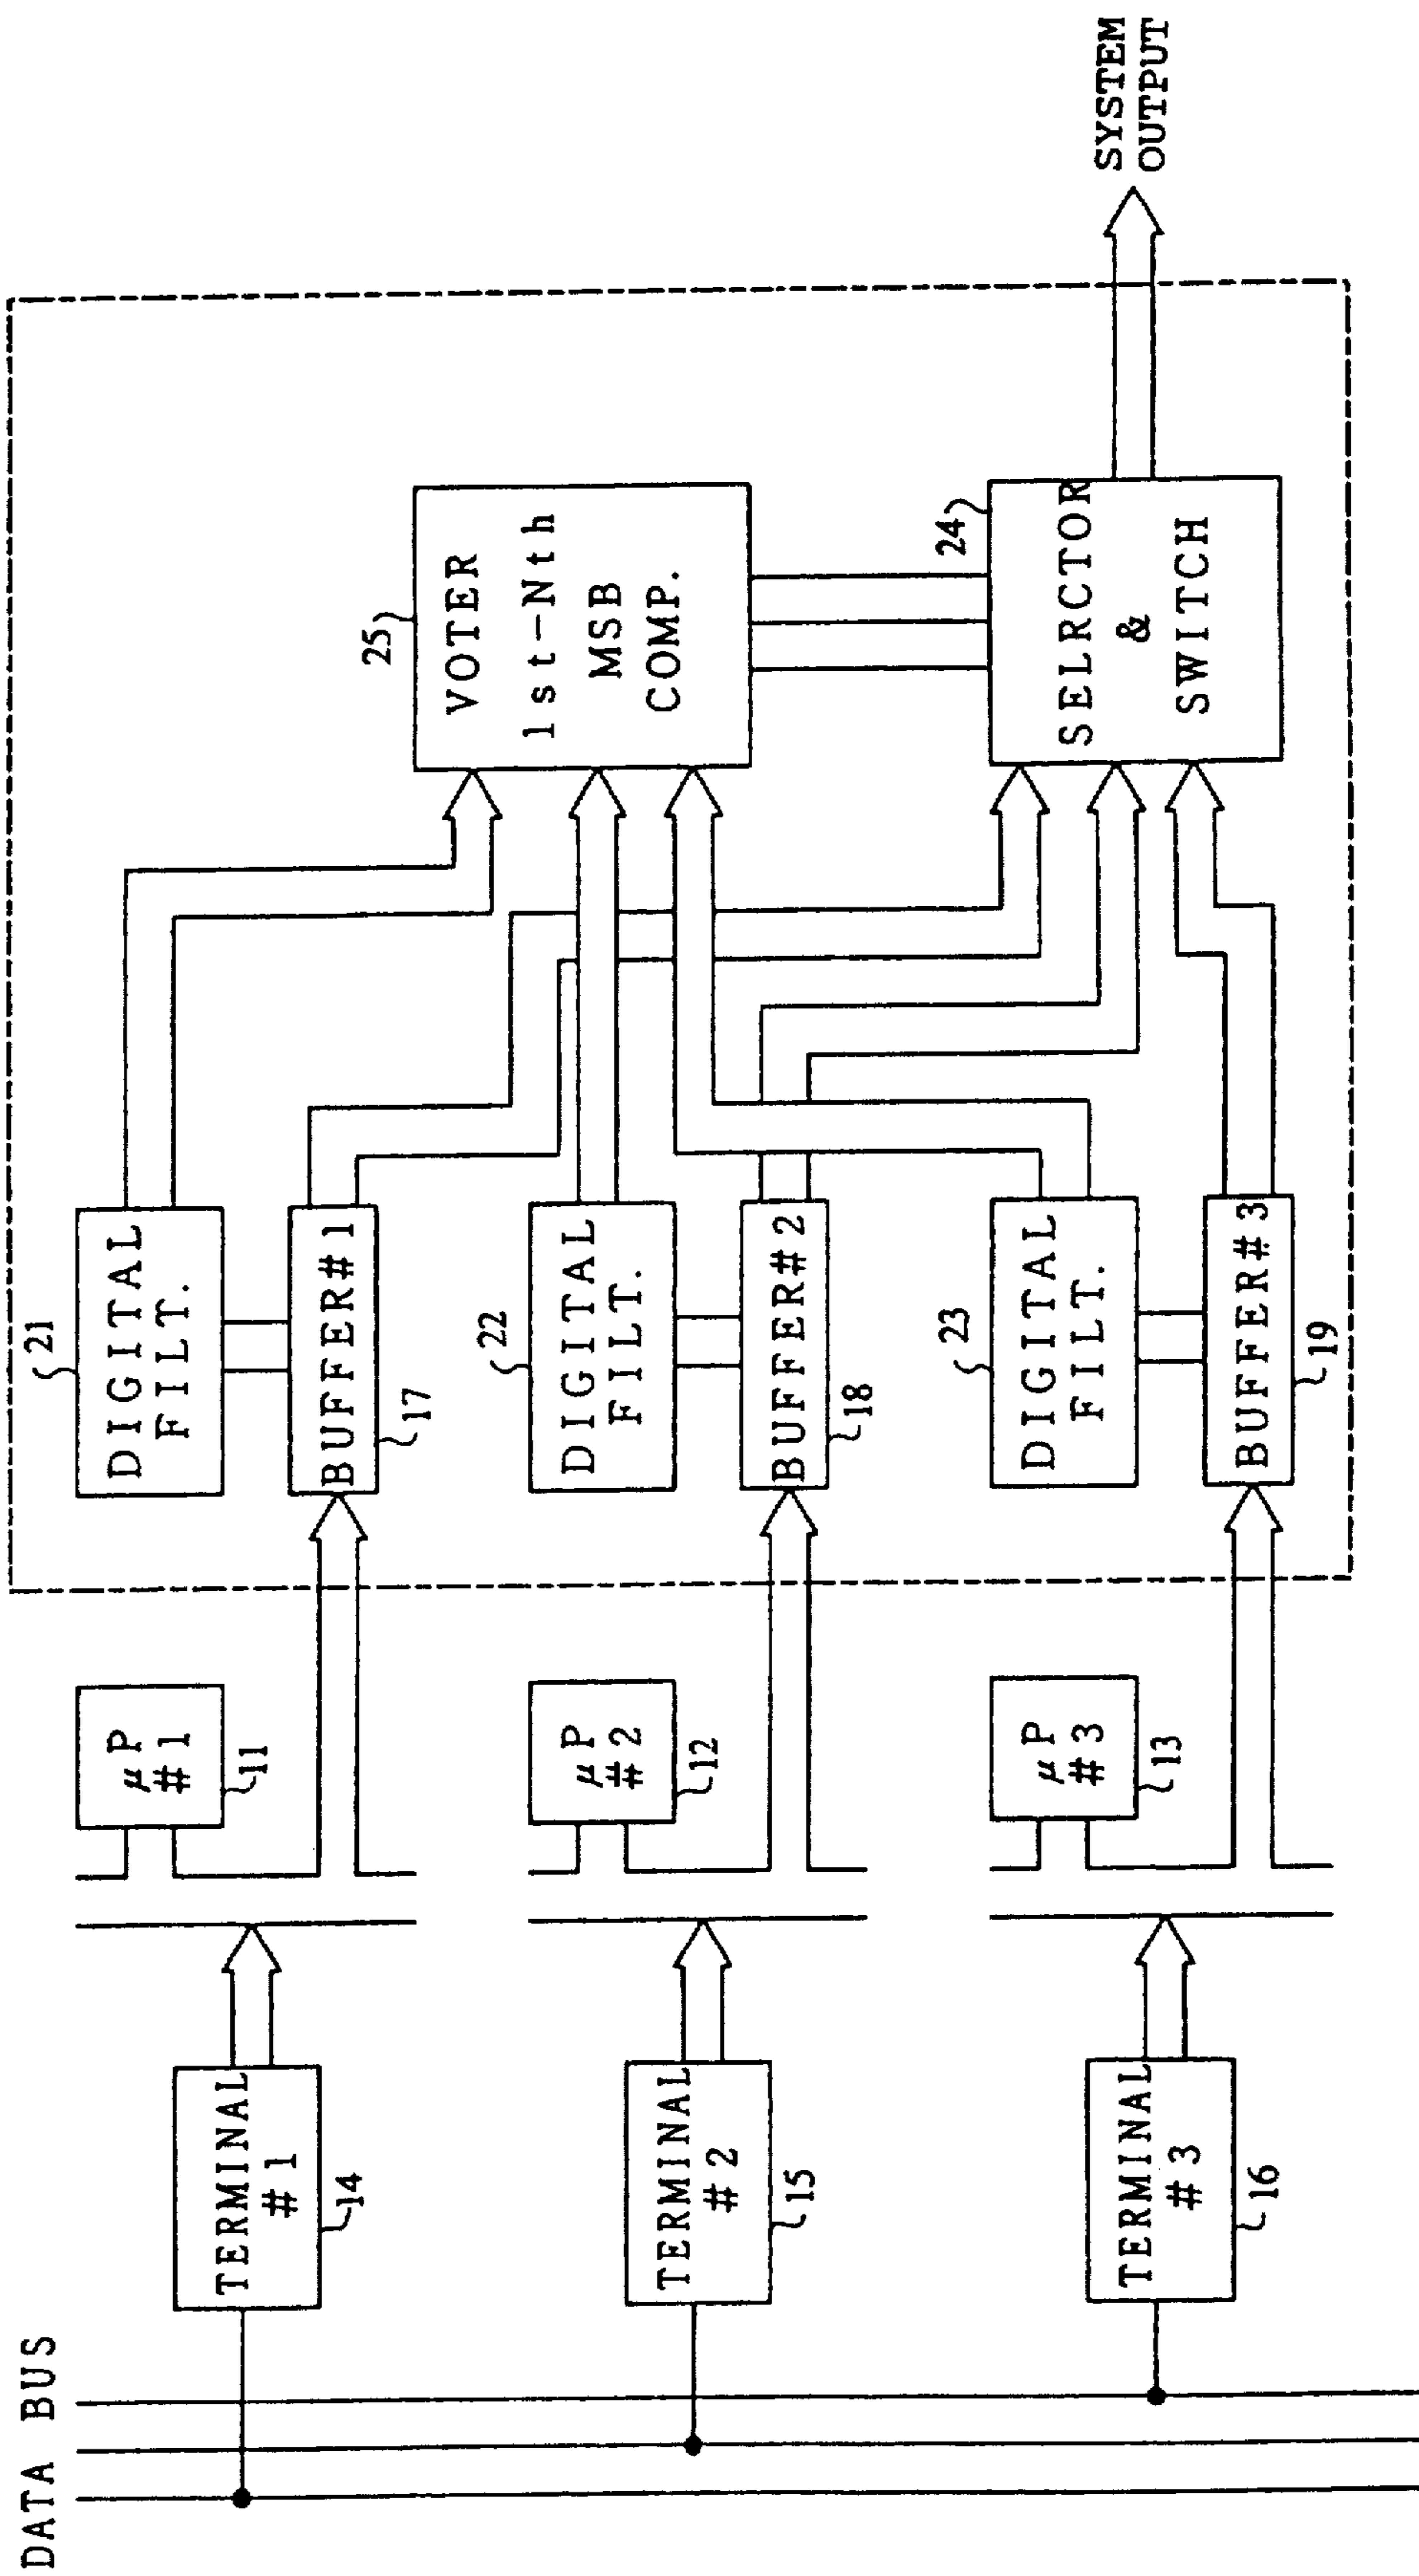 DATA BUS
TERMINAL
#1
14
TERMINAL
#2
15
TERMINAL
#3
16
μP
#1
11
μP
#2
12
μP
#3
13
21
DIGITAL
FILT.
BUFFER#1
17
22
DIGITAL
FILT.
BUFFER#2
18
23
DIGITAL
FILT.
BUFFER#3
19
25
VOTER
1st-Nth
MSB
COMP.
24
SELRCTOR
&
SWITCH
SYSTEM
OUTPUT